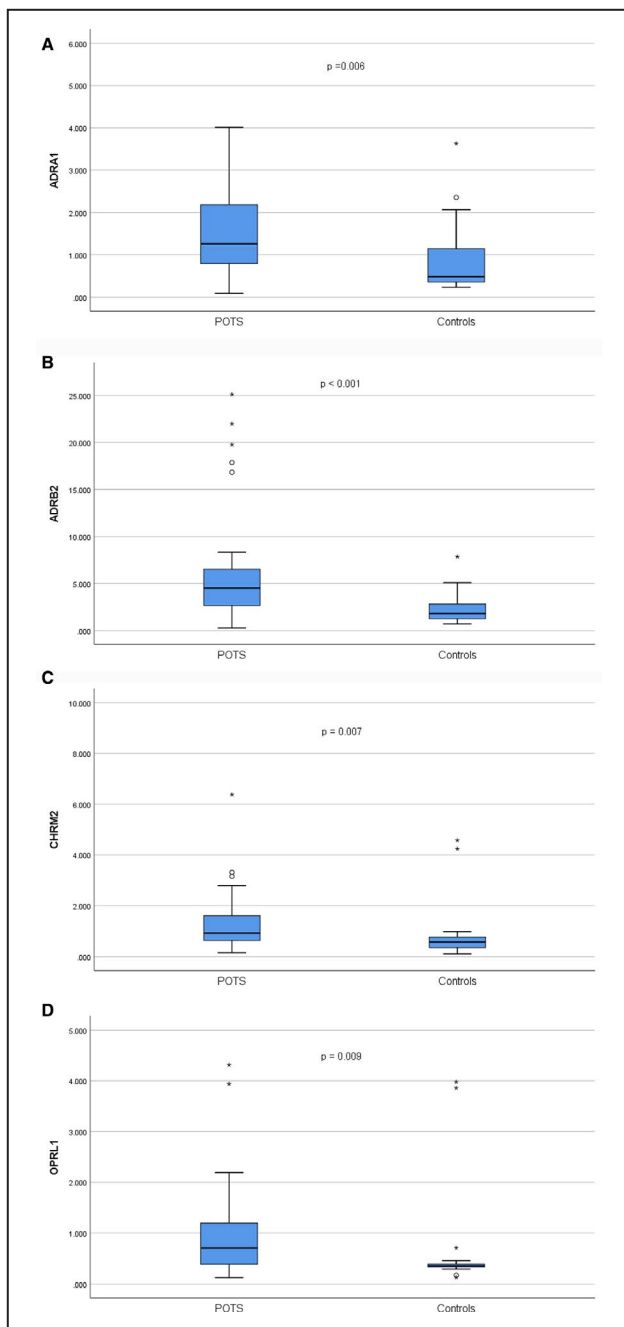 A
p =0.006
6.000
5.000
4.000
3.000
2.000
1.000
.000
ADRA1
POTS Controls
B
p < 0.001
25.000
20.000
15.000
10.000
5.000
.000
ADRB2
POTS Controls
C
p = 0.007
10.000
8.000
6.000
4.000
2.000
.000
CHRM2
POTS Controls
D
p = 0.009
5.000
4.000
3.000
2.000
1.000
.000
OPRL1
POTS Controls